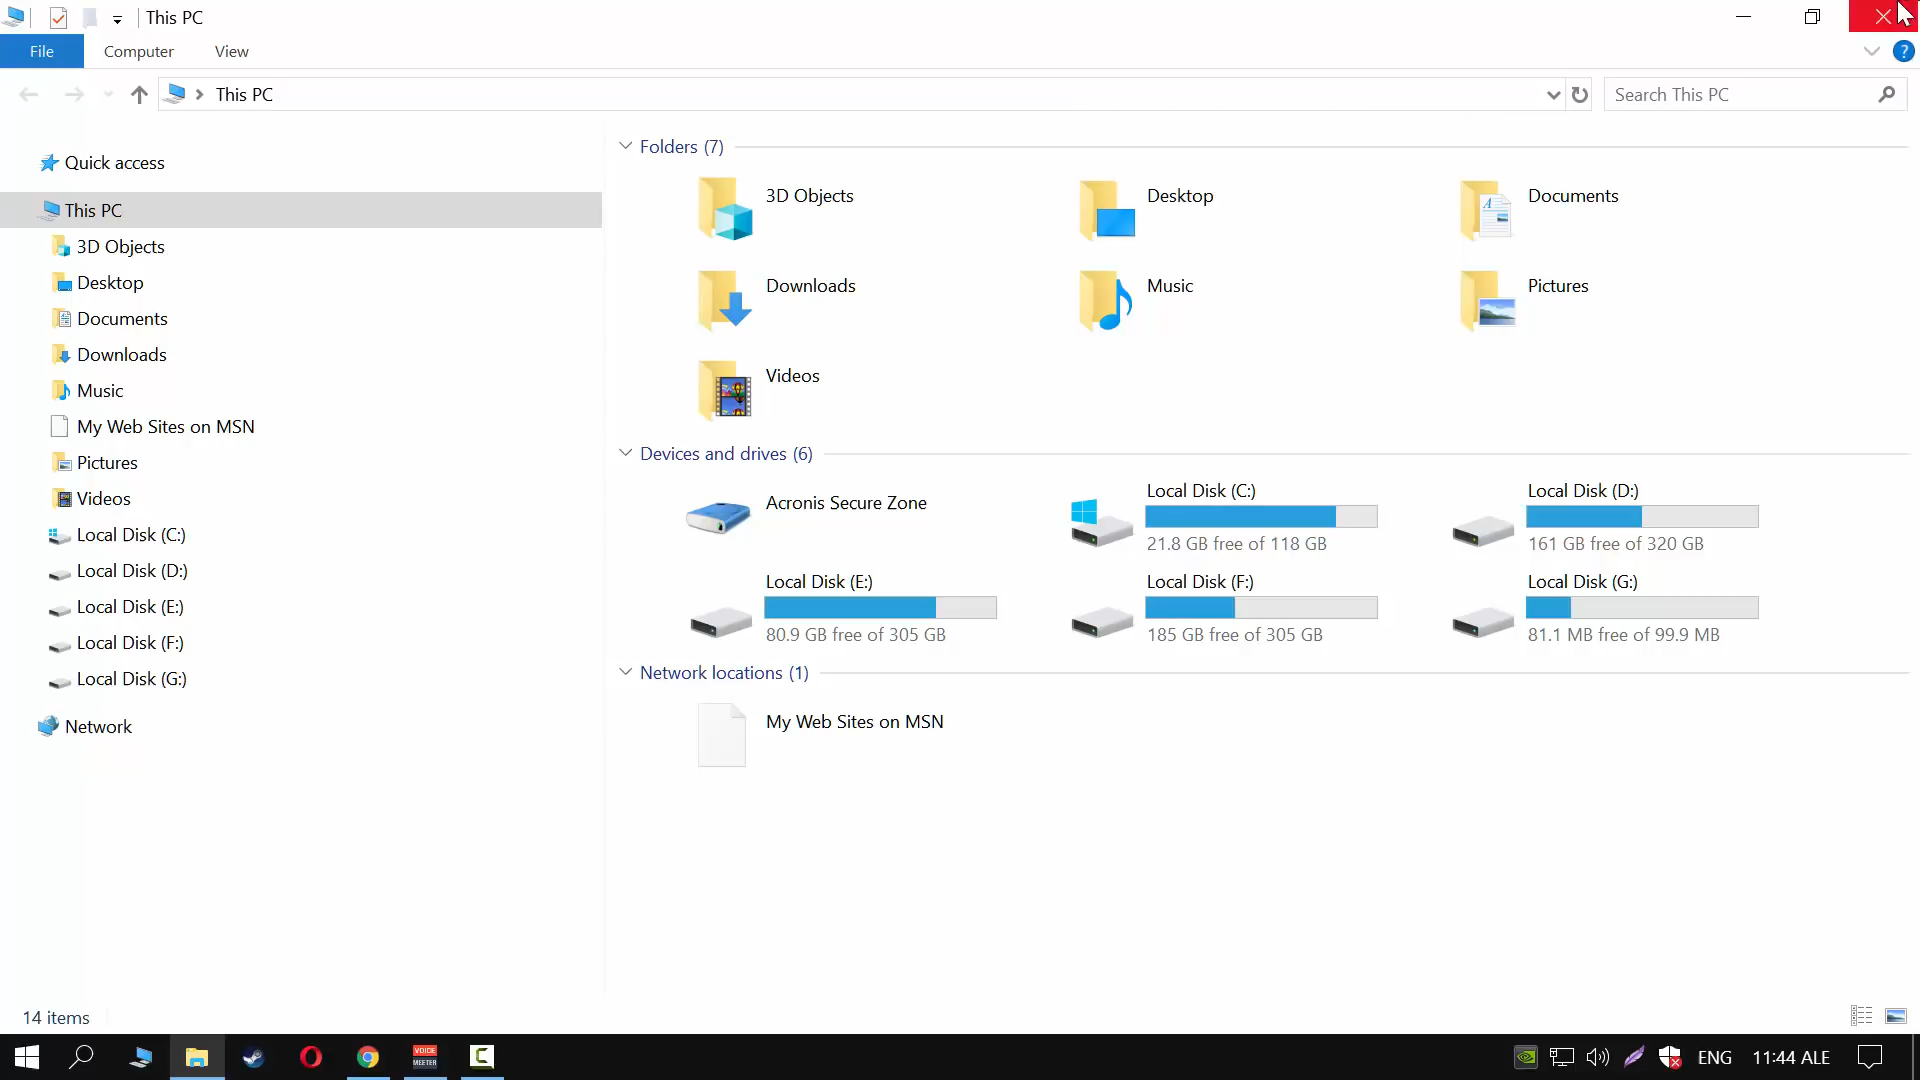 This PC
File Computer View
?
This PC
Search This PC
Quick access
This PC
3D Objects
Desktop
Documents
Downloads
Music
My Web Sites on MSN
Pictures
Videos
Local Disk (C:)
Local Disk (D:)
Local Disk (E:)
Local Disk (F:)
Local Disk (G:)
Network
Folders (7)
3D Objects
Desktop
Documents
Downloads
Music
Pictures
Videos
Devices and drives (6)
Acronis Secure Zone
Local Disk (C:)
21.8 GB free of 118 GB
Local Disk (D:)
161 GB free of 320 GB
Local Disk (E:)
80.9 GB free of 305 GB
Local Disk (F:)
185 GB free of 305 GB
Local Disk (G:)
81.1 MB free of 99.9 MB
Network locations (1)
My Web Sites on MSN
14 items
VOICE
MEETER
ENG 11:44 ALE